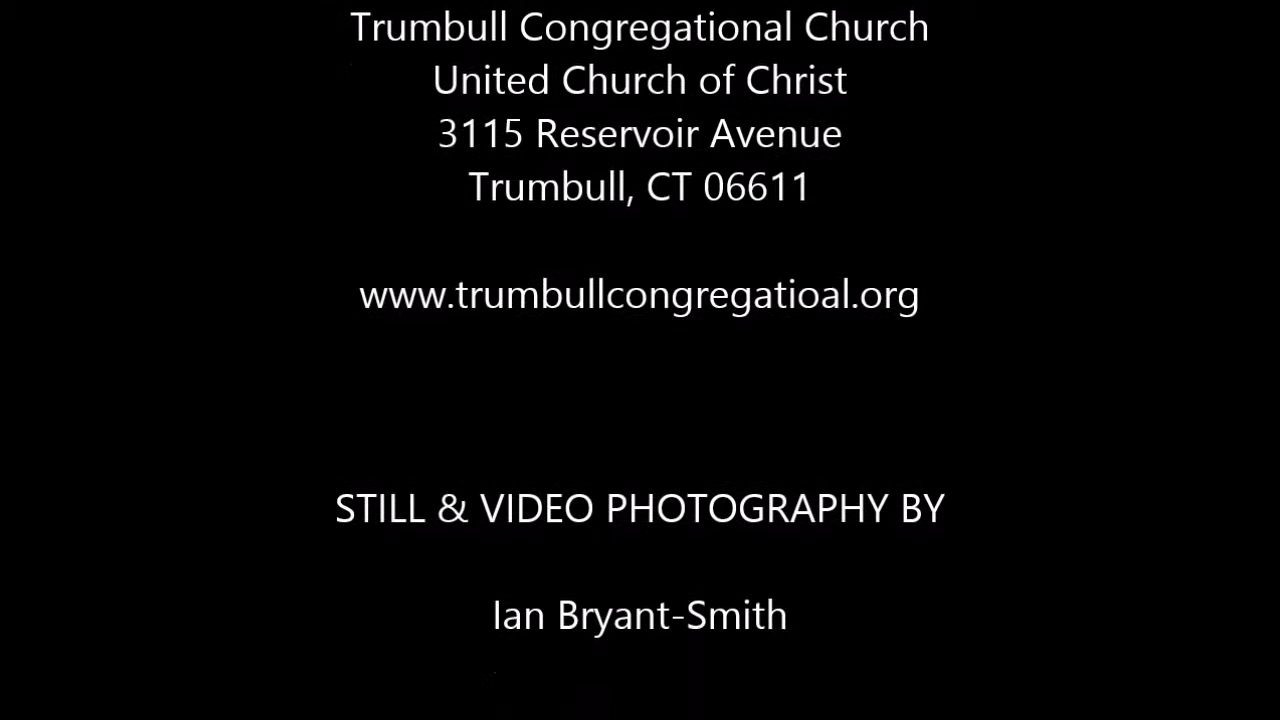 Trumbull Congregational Church
United Church of Christ
3115 Reservoir Avenue
Trumbull, CT 06611
www.trumbullcongregatioal.org
STILL & VIDEO PHOTOGRAPHY BY
Ian Bryant-Smith